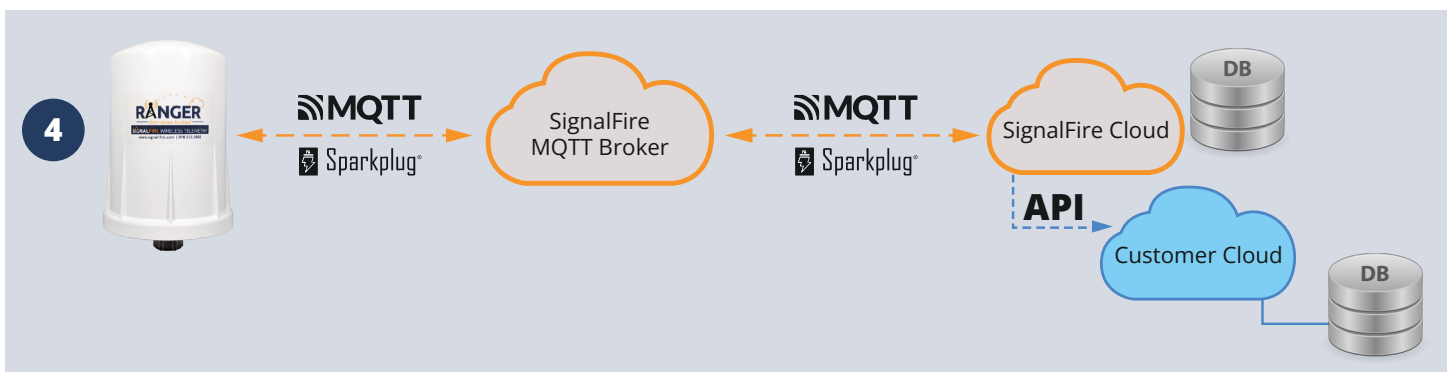 4
RANGER
SIGNALFIRE WIRELESS TELEMETRY
MQTT
Sparkplug®
SignalFire
MQTT Broker
MQTT
Sparkplug®
SignalFire Cloud
DB
API
Customer Cloud
DB